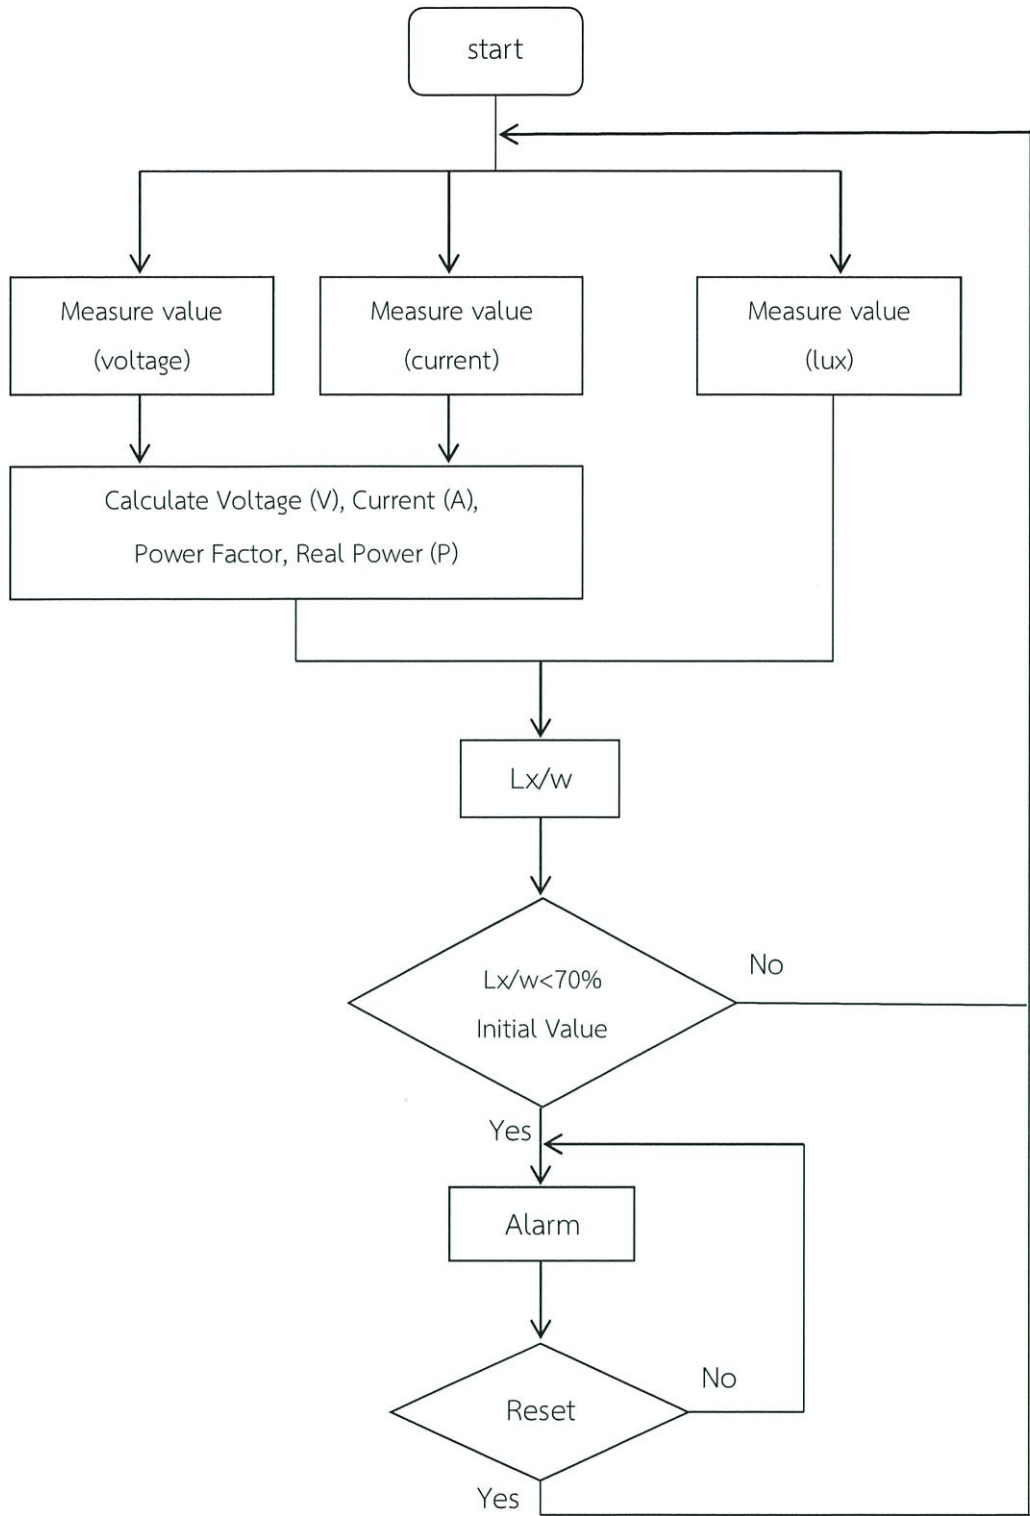 start
Measure value
(voltage)
Measure value
(current)
Measure value
(lux)
Calculate Voltage (V), Current (A),
Power Factor, Real Power (P)
Lx/w
Lx/w<70%
Initial Value
No
Yes
Alarm
Reset
No
Yes